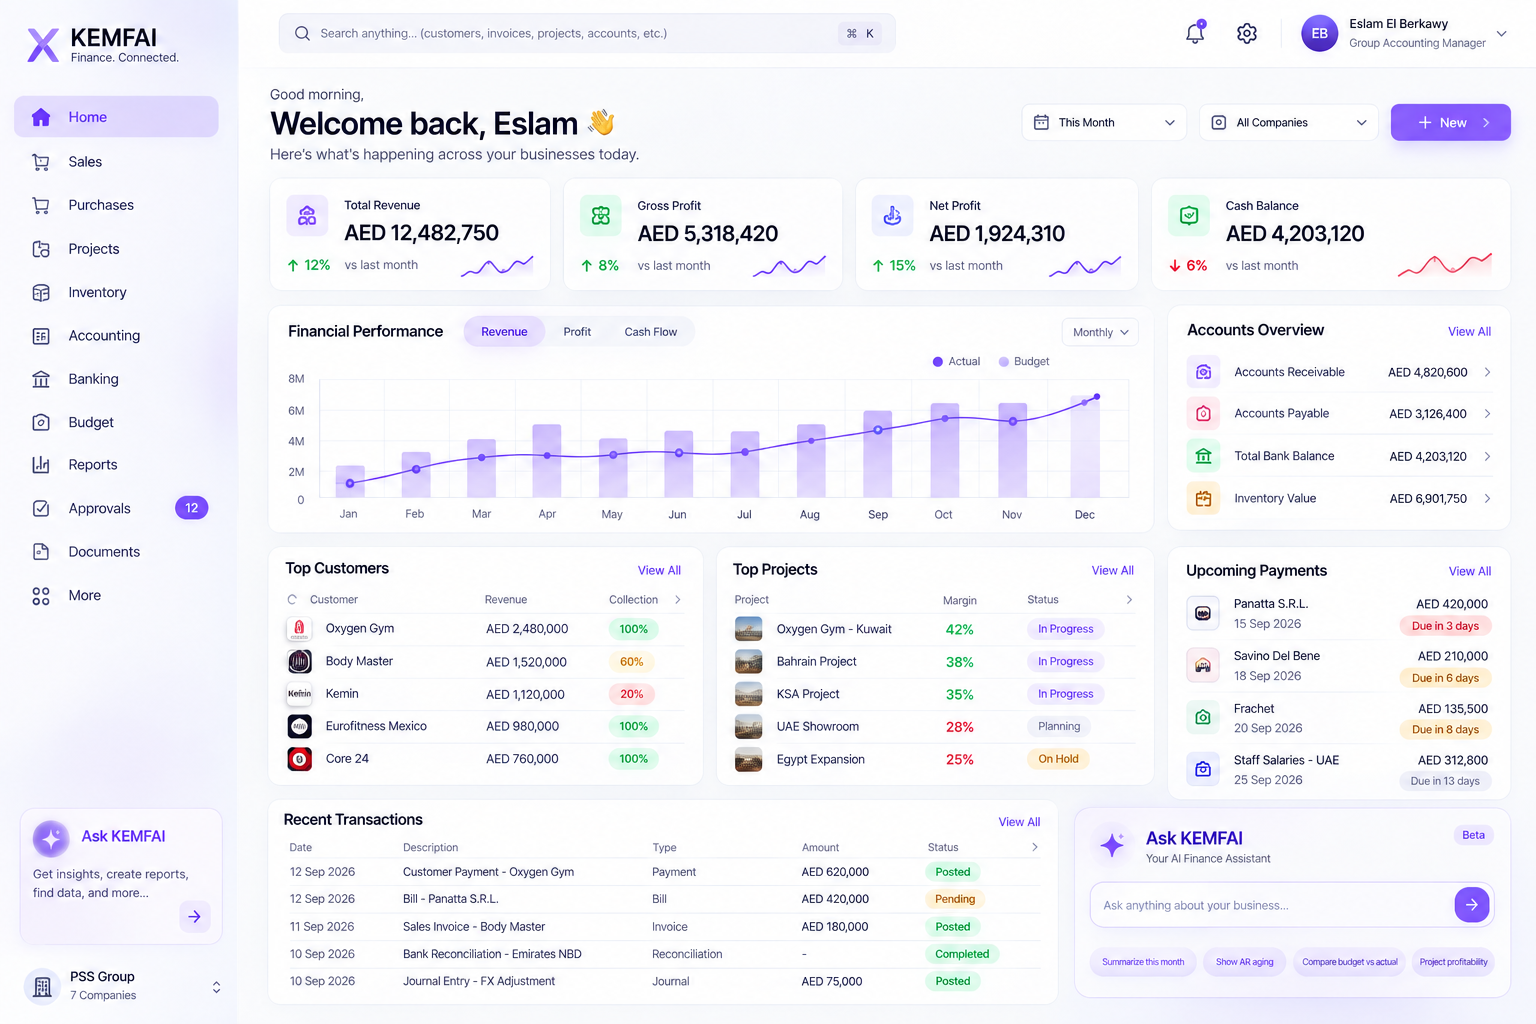 KEMFAI
Finance. Connected.
Search anything... (customers, invoices, projects, accounts, etc.)
⌘ K
EB
Eslam El Berkawy
Group Accounting Manager
Home
Sales
Purchases
Projects
Inventory
Accounting
Banking
Budget
Reports
Approvals 12
Documents
More
Ask KEMFAI
Get insights, create reports,
find data, and more...
PSS Group
7 Companies
Good morning,
Welcome back, Eslam 👋
Here's what's happening across your businesses today.
This Month
All Companies
+ New
Total Revenue
AED 12,482,750
↑ 12% vs last month
Gross Profit
AED 5,318,420
↑ 8% vs last month
Net Profit
AED 1,924,310
↑ 15% vs last month
Cash Balance
AED 4,203,120
↓ 6% vs last month
Financial Performance
Revenue Profit Cash Flow
Monthly
Actual Budget
8M
6M
4M
2M
0
Jan Feb Mar Apr May Jun Jul Aug Sep Oct Nov Dec
Accounts Overview View All
Accounts Receivable AED 4,820,600
Accounts Payable AED 3,126,400
Total Bank Balance AED 4,203,120
Inventory Value AED 6,901,750
Top Customers View All
Customer Revenue Collection
Oxygen Gym AED 2,480,000 100%
Body Master AED 1,520,000 60%
Kemin AED 1,120,000 20%
Eurofitness Mexico AED 980,000 100%
Core 24 AED 760,000 100%
Top Projects View All
Project Margin Status
Oxygen Gym - Kuwait 42% In Progress
Bahrain Project 38% In Progress
KSA Project 35% In Progress
UAE Showroom 28% Planning
Egypt Expansion 25% On Hold
Upcoming Payments View All
Panatta S.R.L. AED 420,000
15 Sep 2026 Due in 3 days
Savino Del Bene AED 210,000
18 Sep 2026 Due in 6 days
Frachet AED 135,500
20 Sep 2026 Due in 8 days
Staff Salaries - UAE AED 312,800
25 Sep 2026 Due in 13 days
Recent Transactions View All
Date Description Type Amount Status
12 Sep 2026 Customer Payment - Oxygen Gym Payment AED 620,000 Posted
12 Sep 2026 Bill - Panatta S.R.L. Bill AED 420,000 Pending
11 Sep 2026 Sales Invoice - Body Master Invoice AED 180,000 Posted
10 Sep 2026 Bank Reconciliation - Emirates NBD Reconciliation - Completed
10 Sep 2026 Journal Entry - FX Adjustment Journal AED 75,000 Posted
Ask KEMFAI Beta
Your AI Finance Assistant
Ask anything about your business...
Summarize this month
Show AR aging
Compare budget vs actual
Project profitability